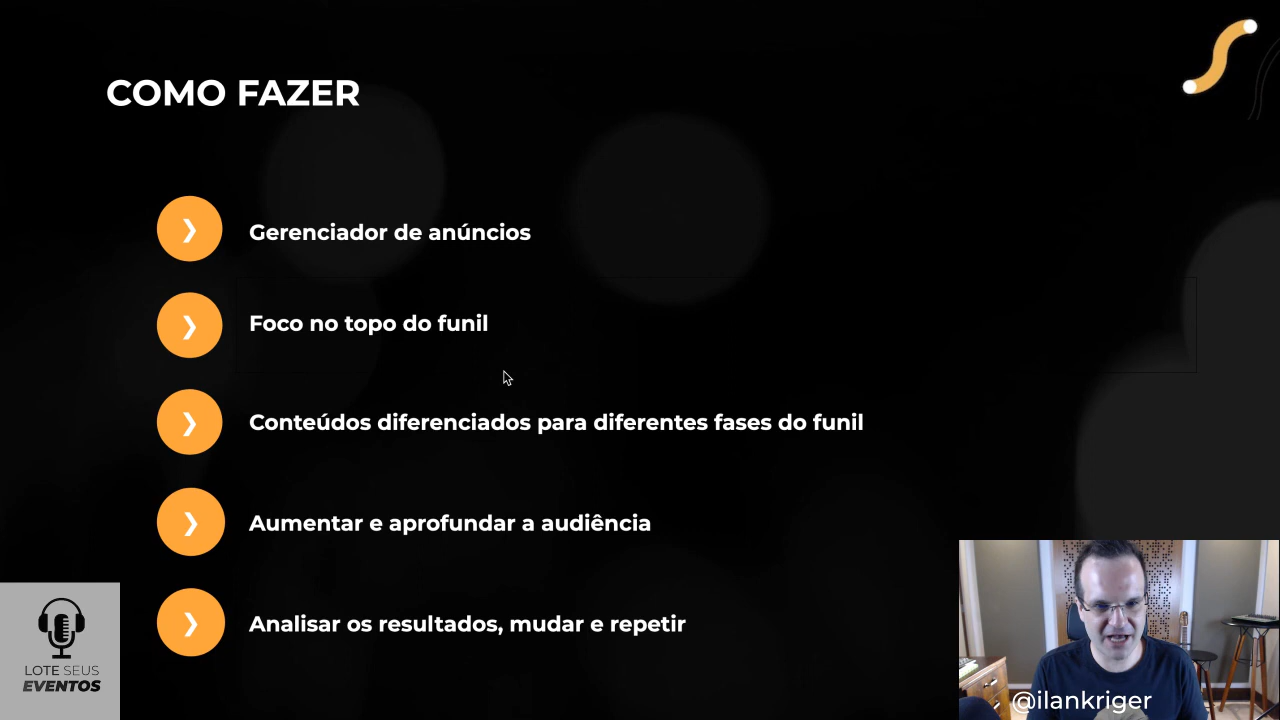 COMO FAZER
Gerenciador de anúncios
Foco no topo do funil
Conteúdos diferenciados para diferentes fases do funil
Aumentar e aprofundar a audiência
Analisar os resultados, mudar e repetir
LOTE SEUS
EVENTOS
@ilankriger